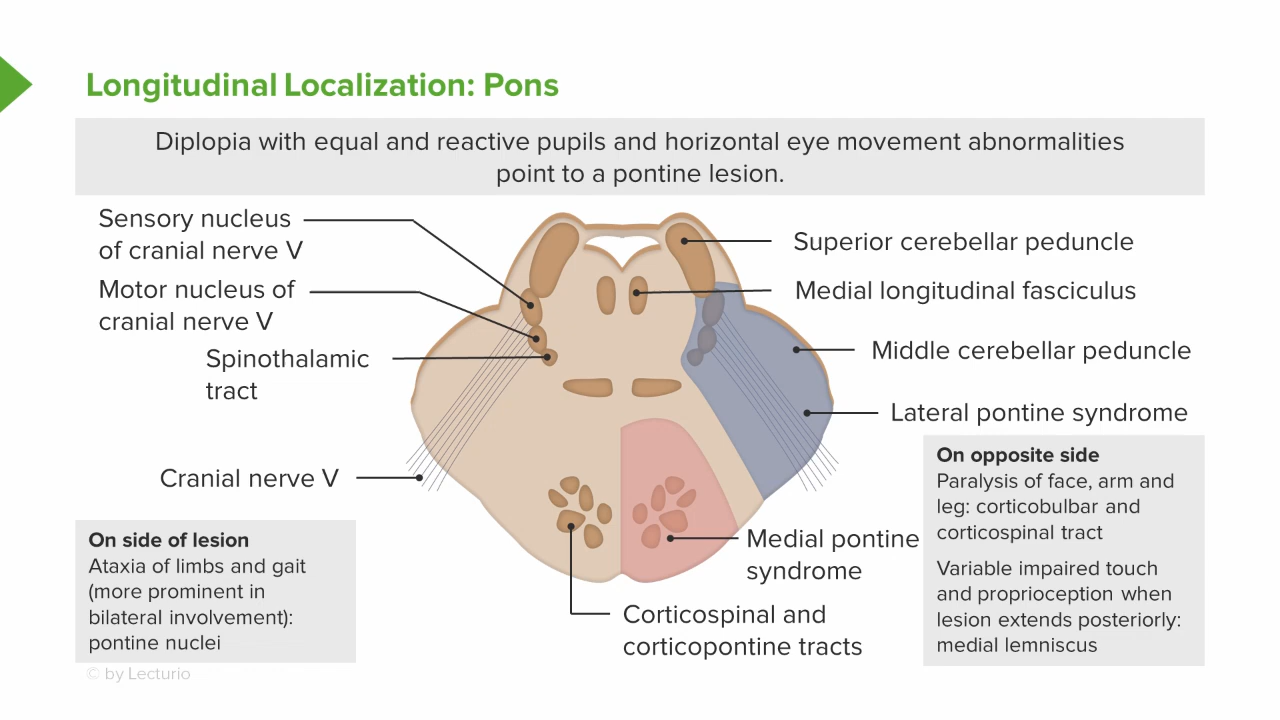 Longitudinal Localization: Pons
Diplopia with equal and reactive pupils and horizontal eye movement abnormalities
point to a pontine lesion.
Sensory nucleus
of cranial nerve V
Motor nucleus of
cranial nerve V
Spinothalamic
tract
Cranial nerve V
On side of lesion
Ataxia of limbs and gait
(more prominent in
bilateral involvement):
pontine nuclei
© by Lecturio
Superior cerebellar peduncle
Medial longitudinal fasciculus
Middle cerebellar peduncle
Lateral pontine syndrome
On opposite side
Paralysis of face, arm and
leg: corticobulbar and
corticospinal tract
Variable impaired touch
and proprioception when
lesion extends posteriorly:
medial lemniscus
Medial pontine
syndrome
Corticospinal and
corticopontine tracts